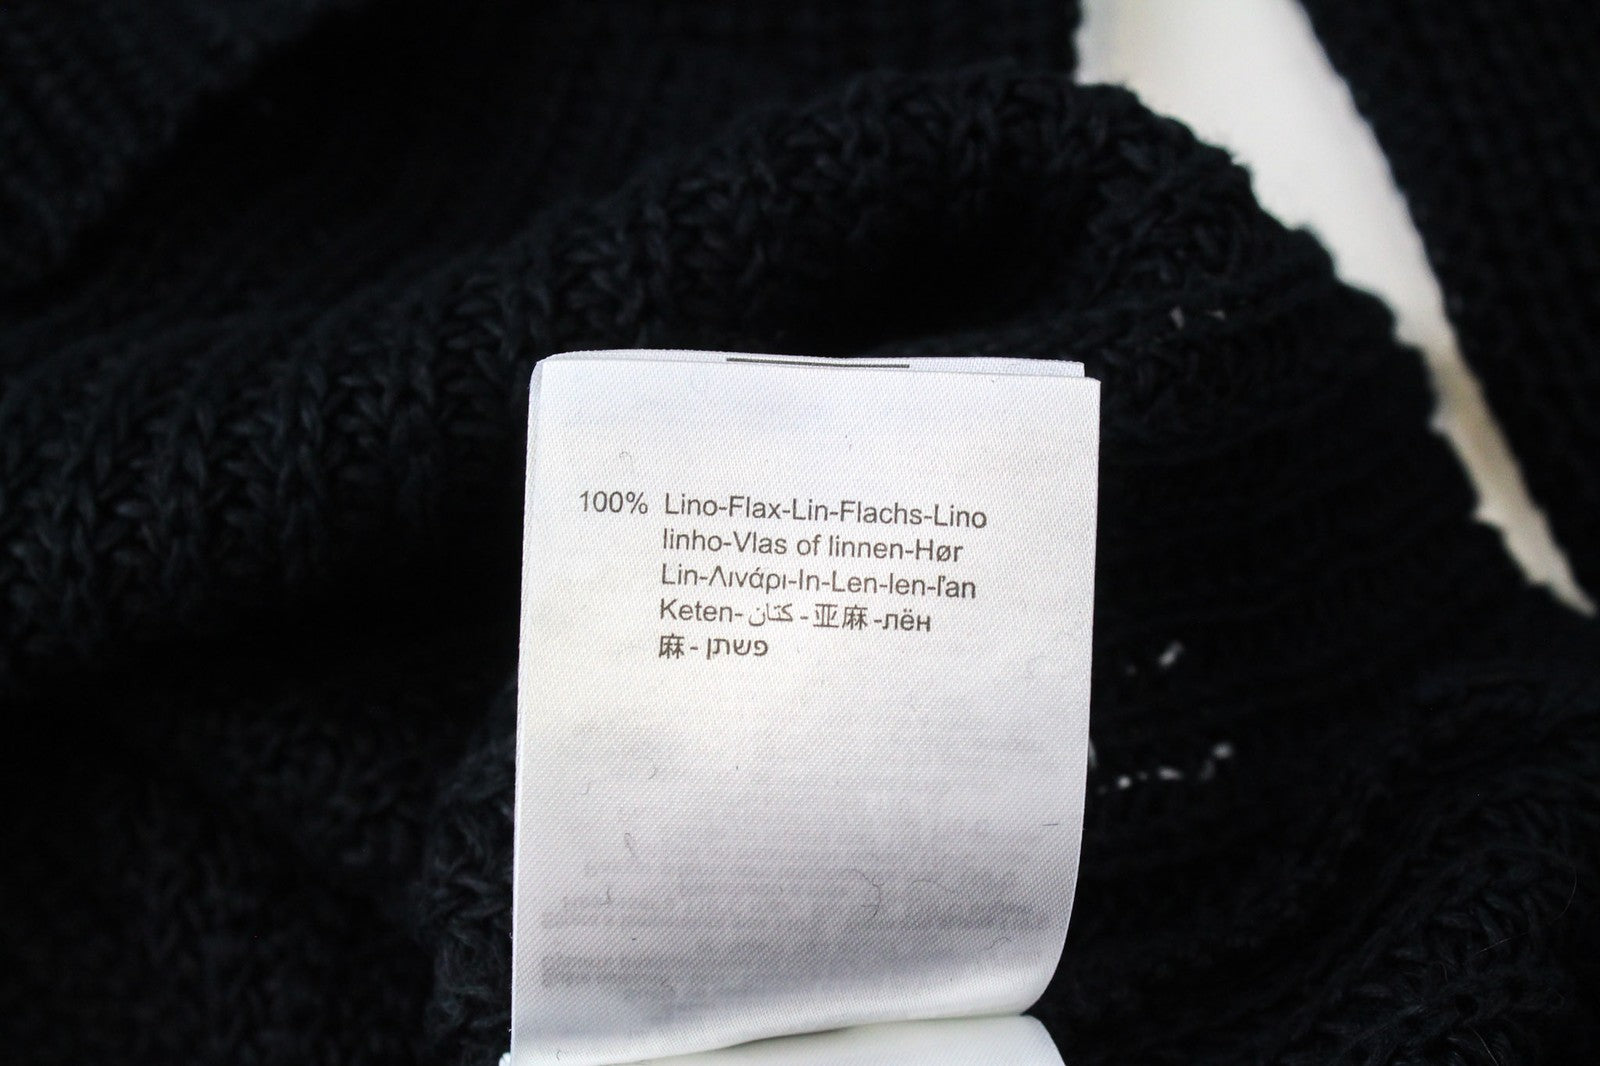 100% Lino-Flax-Lin-Flachs-Lino
linho-Vlas of linnen-Hør
Lin-Λινάρι-In-Len-len-ľan
Keten-كتان-亚麻-лён
麻-פשתן